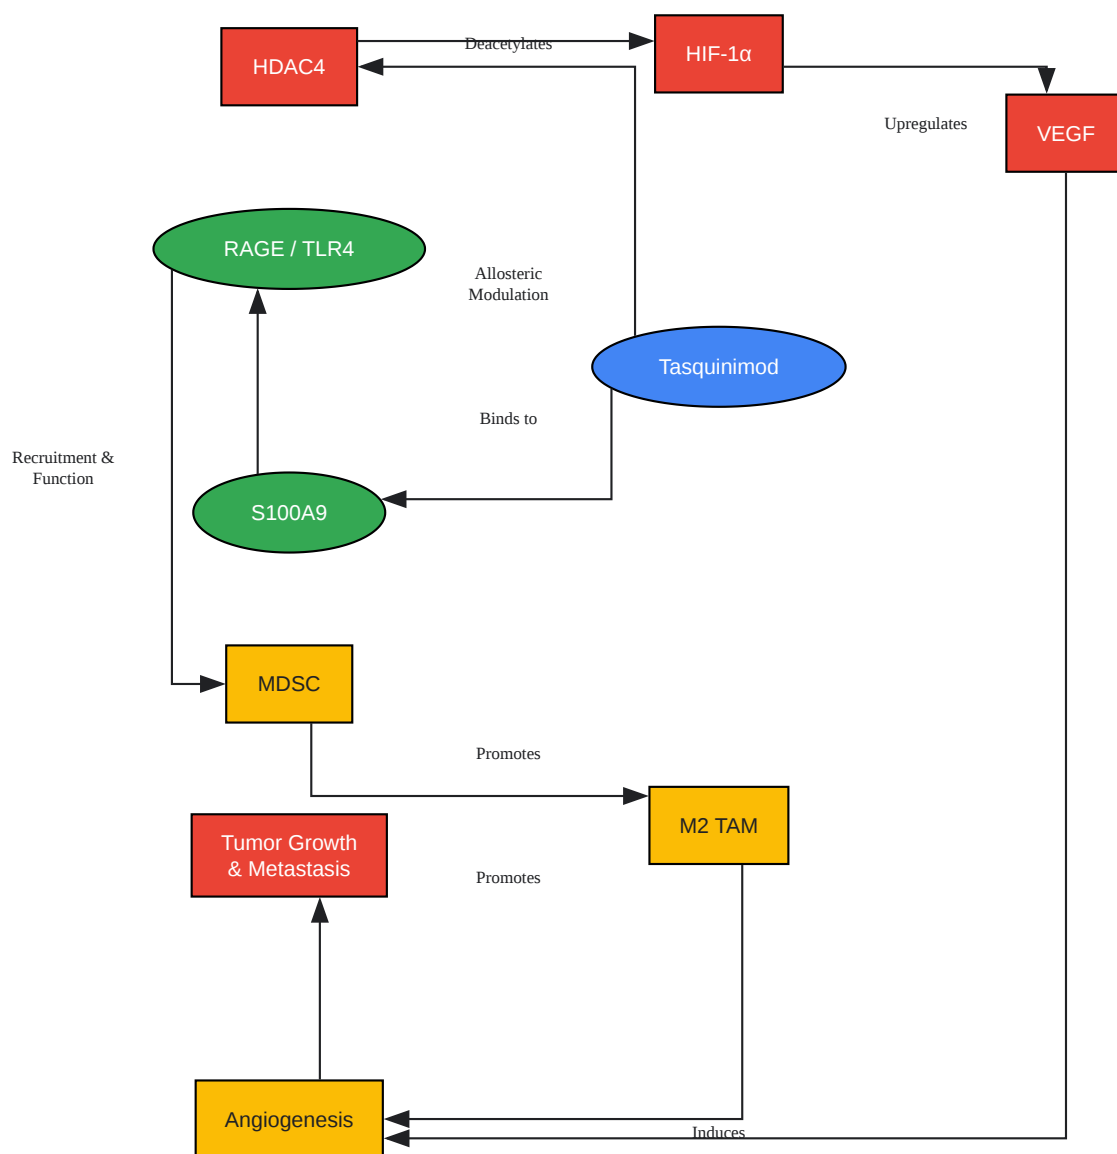 Deacetylates
HDAC4
HIF-1α
Upregulates
VEGF
RAGE / TLR4
Allosteric
Modulation
Tasquinimod
Binds to
Recruitment &
Function
S100A9
MDSC
Promotes
M2 TAM
Tumor Growth
& Metastasis
Promotes
Angiogenesis
Induces